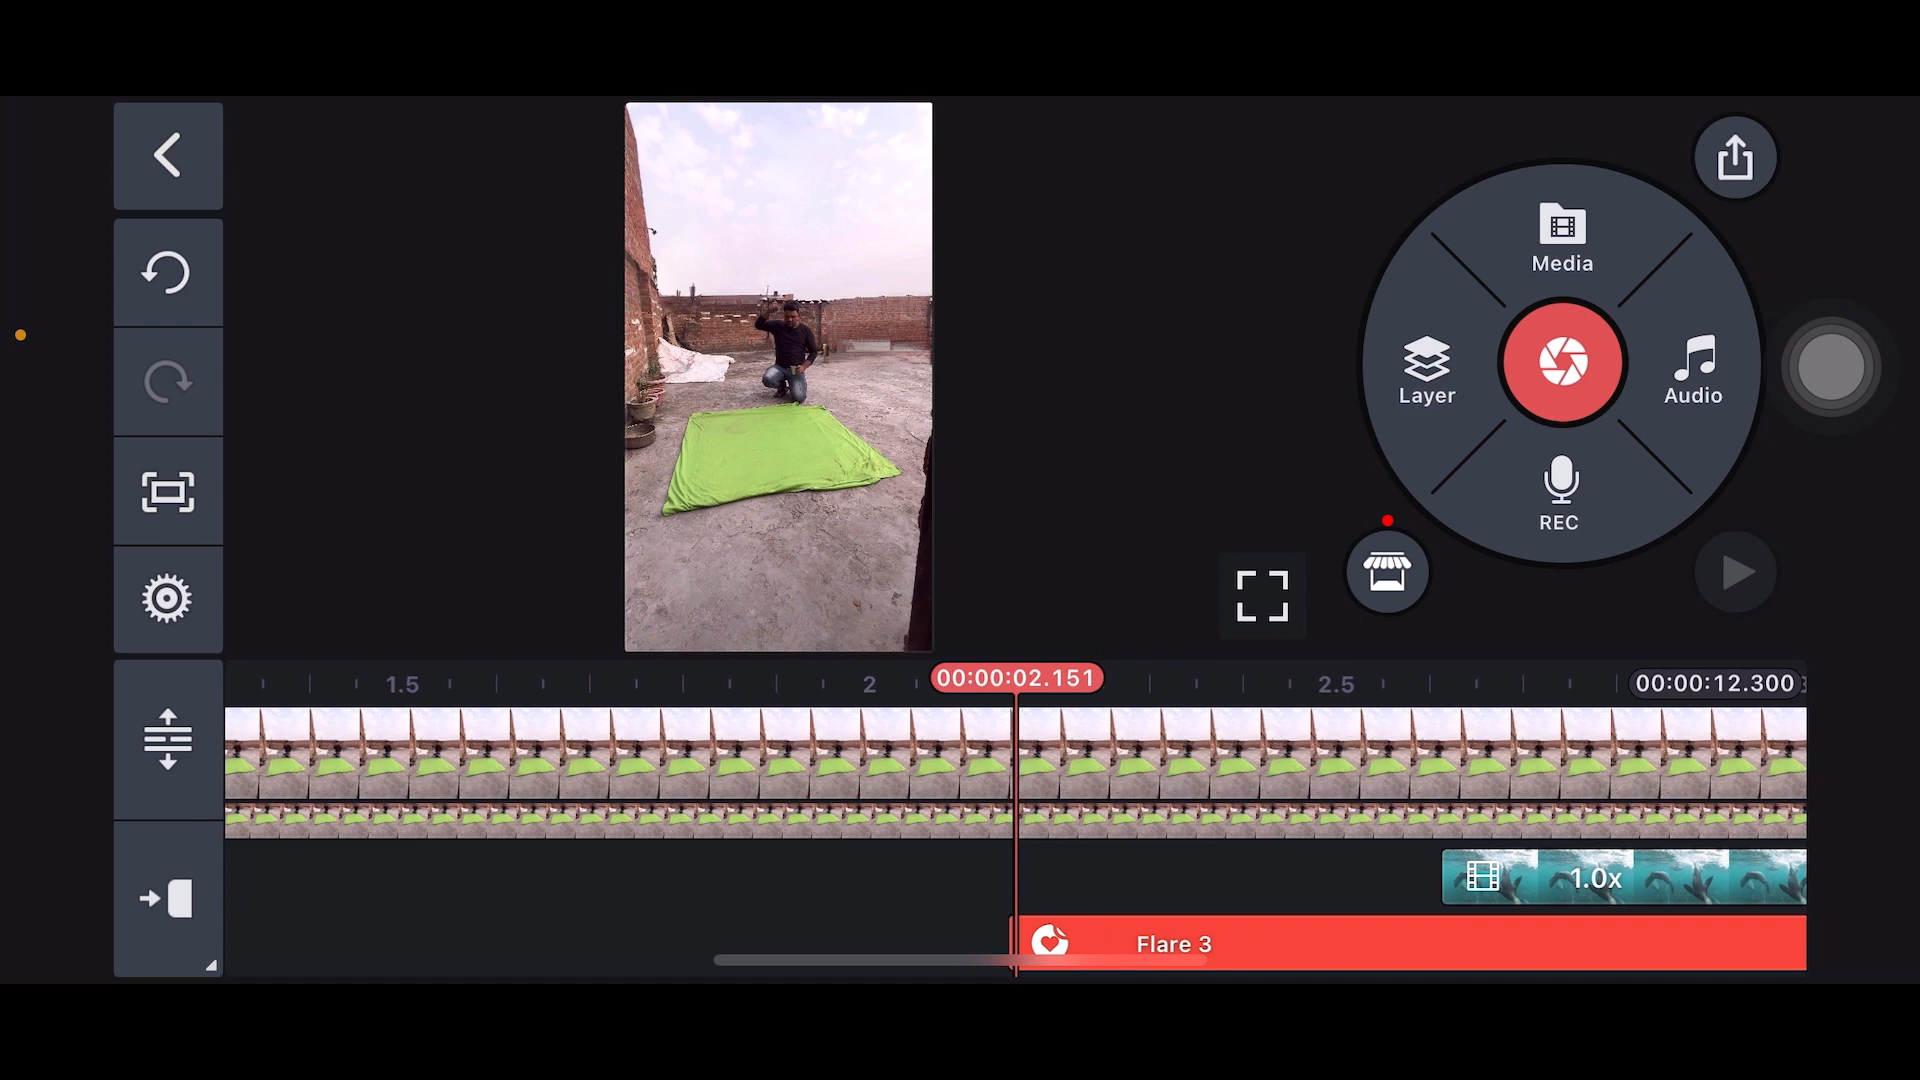 Media
Layer
Audio
REC
1.5
2
00:00:02.151
2.5
00:00:12.300
1.0x
Flare 3